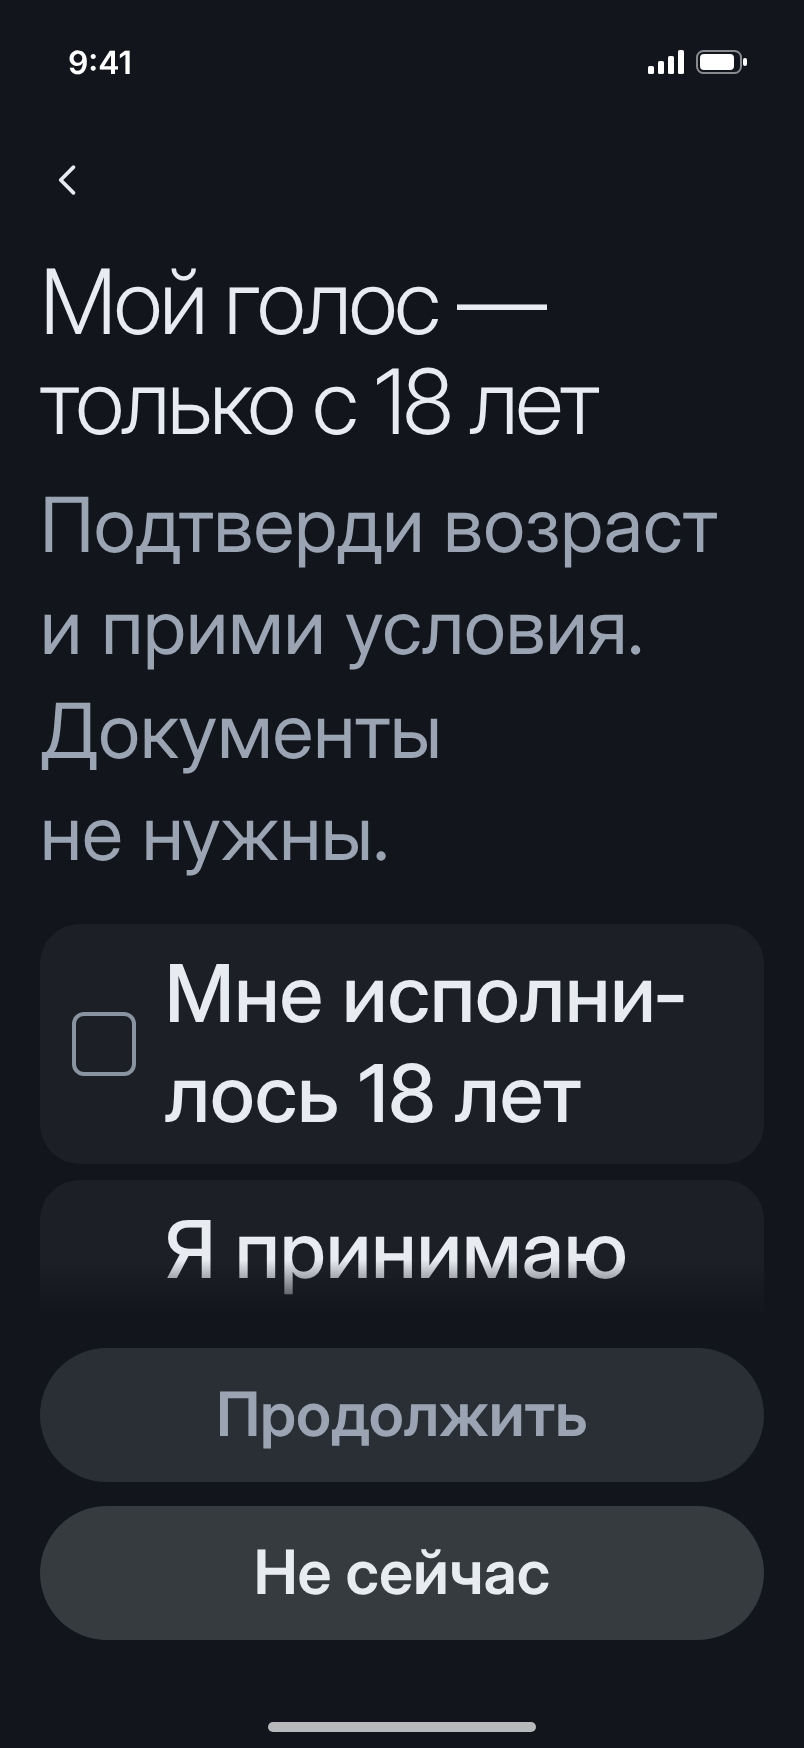 9:41
Мой голос —
только с 18 лет
Подтверди возраст
и прими условия.
Документы
не нужны.
Мне исполни-
лось 18 лет
Я принимаю
Продолжить
Не сейчас